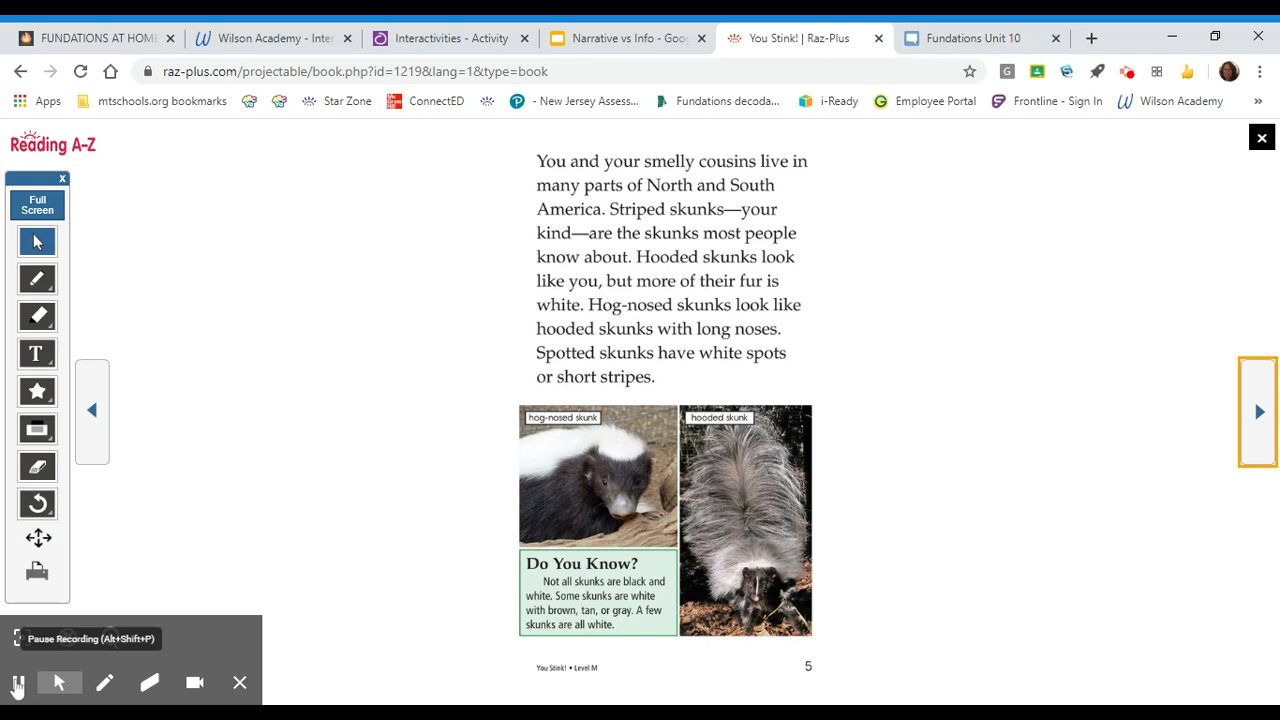 FUNDATIONS AT HOME
Wilson Academy - Inter
Interactivities - Activity
Narrative vs Info - Goog
You Stink! | Raz-Plus
Fundations Unit 10
raz-plus.com/projectable/book.php?id=1219&lang=1&type=book
Apps
mtschools.org bookmarks
Star Zone
ConnectED
- New Jersey Asses...
Fundations decoda...
i-Ready
Employee Portal
Frontline - Sign In
Wilson Academy
Reading A-Z
Full
Screen
T
You and your smelly cousins live in
many parts of North and South
America. Striped skunks—your
kind—are the skunks most people
know about. Hooded skunks look
like you, but more of their fur is
white. Hog-nosed skunks look like
hooded skunks with long noses.
Spotted skunks have white spots
or short stripes.
hog-nosed skunk
hooded skunk
Do You Know?
Not all skunks are black and
white. Some skunks are white
with brown, tan, or gray. A few
skunks are all white.
You Stink! • Level M
5
Pause Recording (Alt+Shift+P)